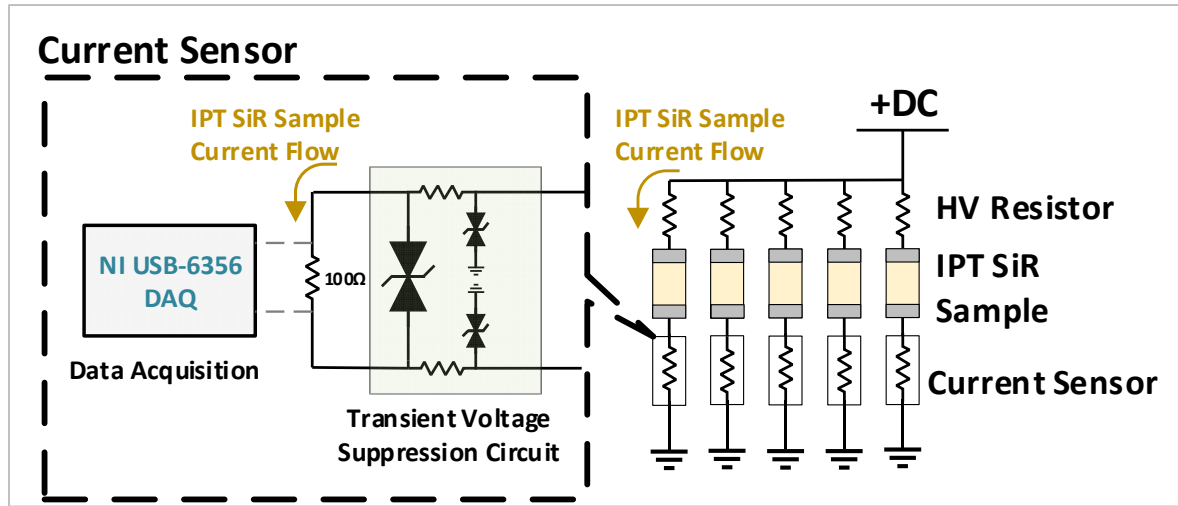 Current Sensor
IPT SiR Sample
Current Flow
NI USB-6356
DAQ
Data Acquisition
100Ω
Transient Voltage
Suppression Circuit
IPT SiR Sample
Current Flow
+DC
HV Resistor
IPT SiR
Sample
Current Sensor